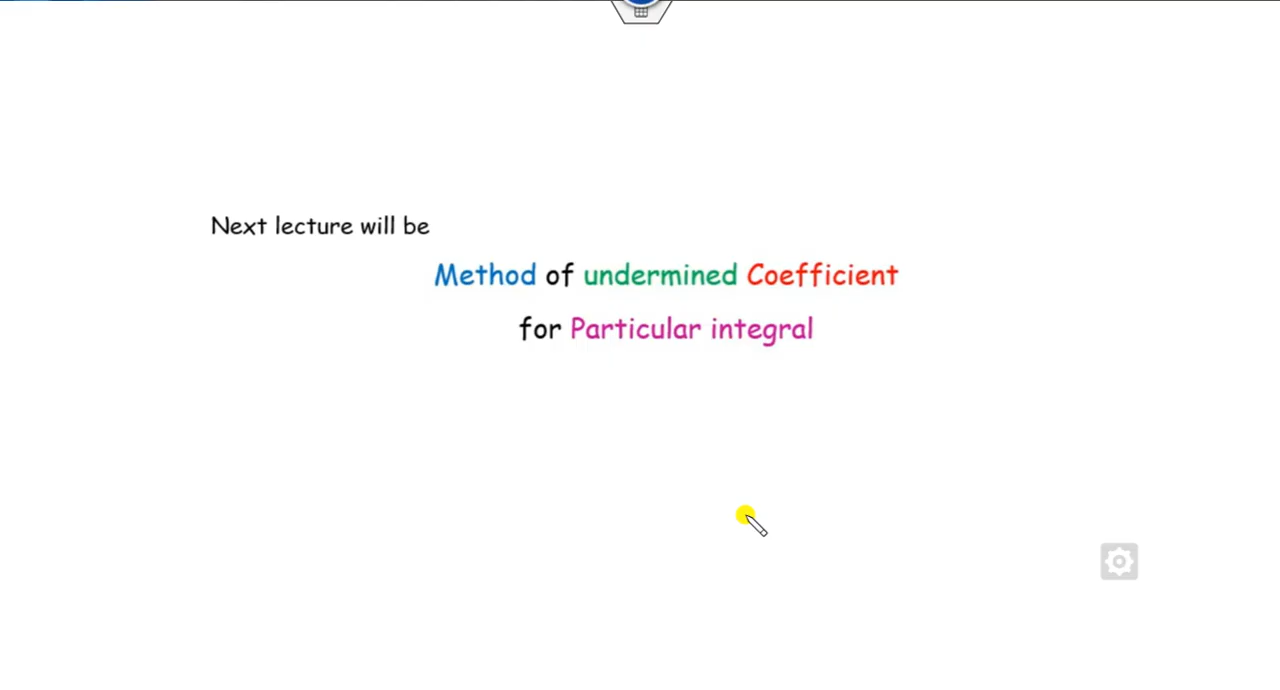 Next lecture will be
Method of undermined Coefficient
for Particular integral